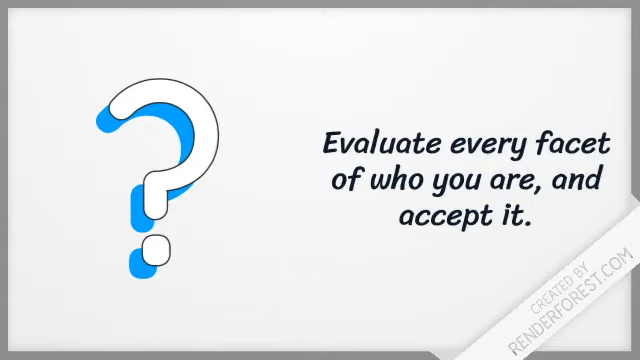 Evaluate every facet
of who you are, and
accept it.
CREATED BY
RENDERFOREST.COM